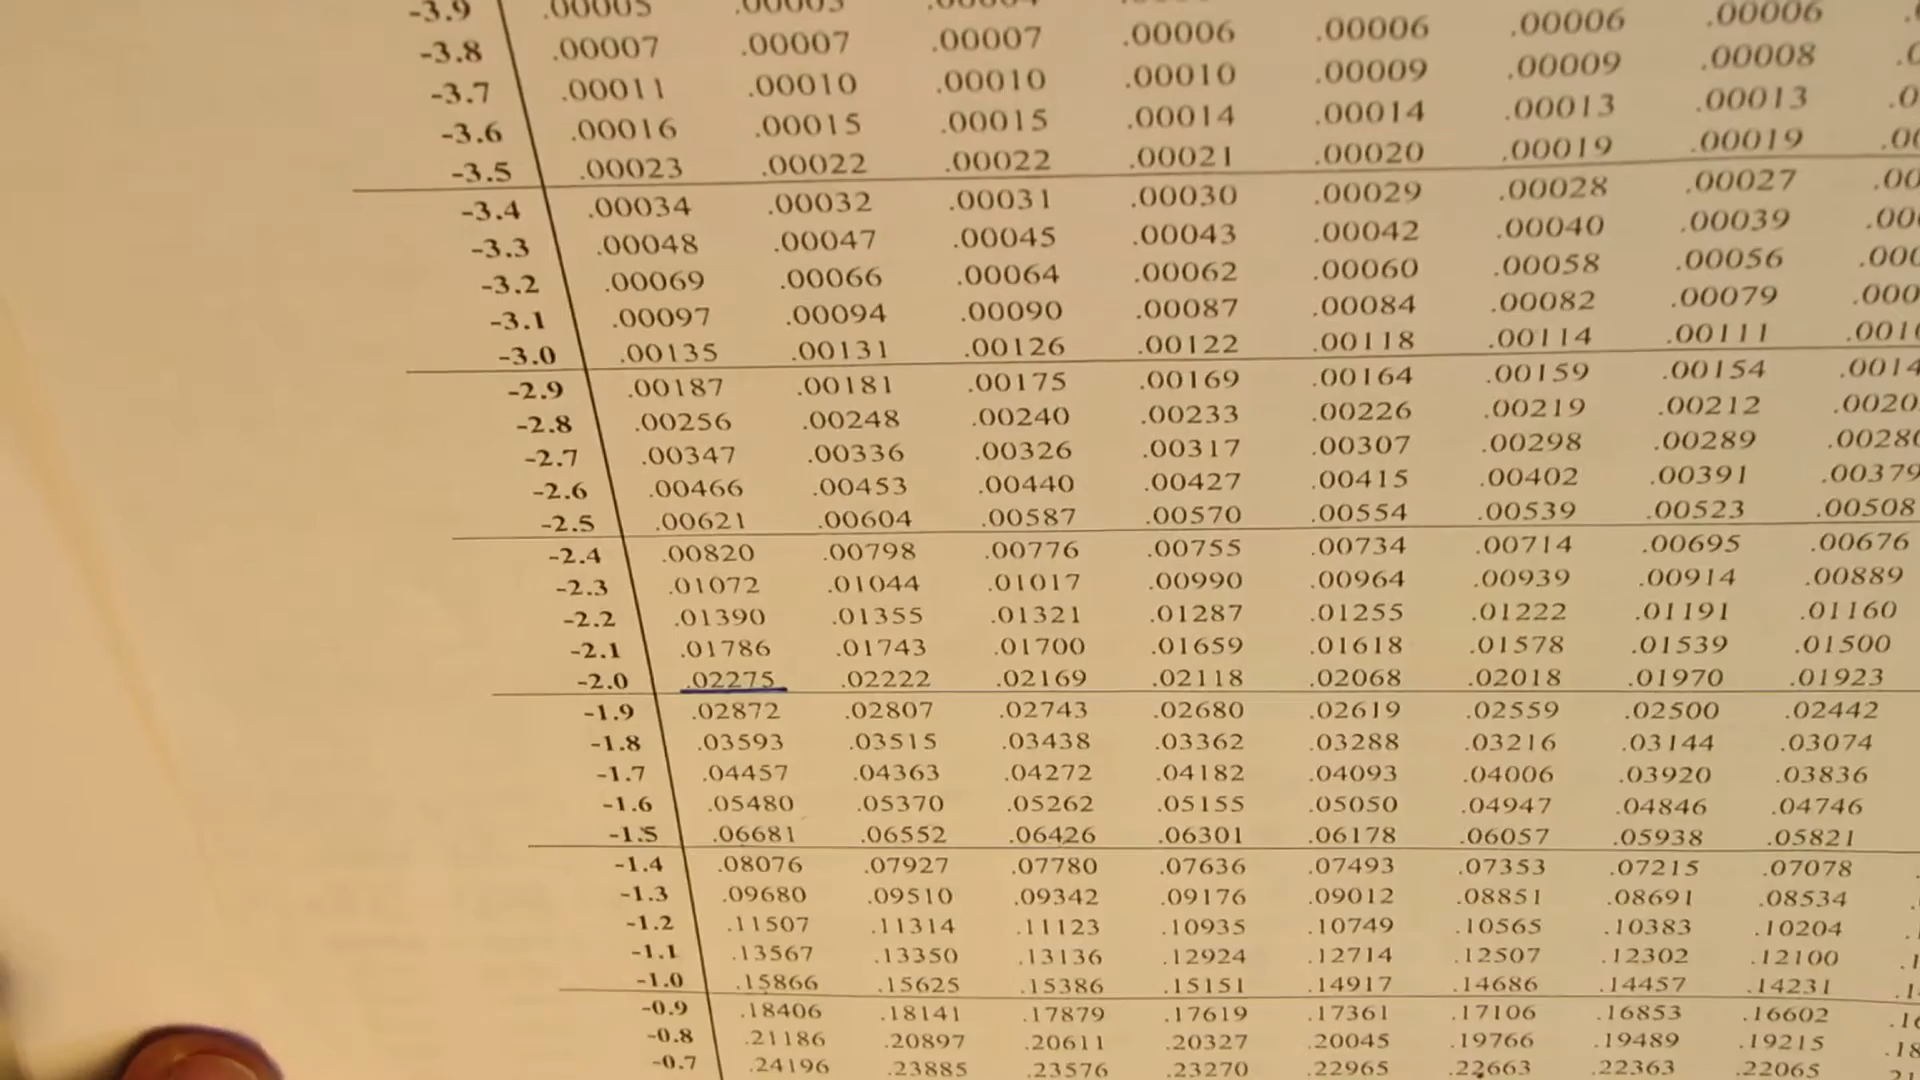 -3.9 .00005
-3.8 .00007 .00007 .00007 .00006 .00006 .00006 .00006
-3.7 .00011 .00010 .00010 .00010 .00009 .00009 .00008
-3.6 .00016 .00015 .00015 .00014 .00014 .00013 .00013
-3.5 .00023 .00022 .00022 .00021 .00020 .00019 .00019
-3.4 .00034 .00032 .00031 .00030 .00029 .00028 .00027
-3.3 .00048 .00047 .00045 .00043 .00042 .00040 .00039
-3.2 .00069 .00066 .00064 .00062 .00060 .00058 .00056
-3.1 .00097 .00094 .00090 .00087 .00084 .00082 .00079
-3.0 .00135 .00131 .00126 .00122 .00118 .00114 .00111
-2.9 .00187 .00181 .00175 .00169 .00164 .00159 .00154
-2.8 .00256 .00248 .00240 .00233 .00226 .00219 .00212
-2.7 .00347 .00336 .00326 .00317 .00307 .00298 .00289
-2.6 .00466 .00453 .00440 .00427 .00415 .00402 .00391 .00379
-2.5 .00621 .00604 .00587 .00570 .00554 .00539 .00523 .00508
-2.4 .00820 .00798 .00776 .00755 .00734 .00714 .00695 .00676
-2.3 .01072 .01044 .01017 .00990 .00964 .00939 .00914 .00889
-2.2 .01390 .01355 .01321 .01287 .01255 .01222 .01191 .01160
-2.1 .01786 .01743 .01700 .01659 .01618 .01578 .01539 .01500
-2.0 .02275 .02222 .02169 .02118 .02068 .02018 .01970 .01923
-1.9 .02872 .02807 .02743 .02680 .02619 .02559 .02500 .02442
-1.8 .03593 .03515 .03438 .03362 .03288 .03216 .03144 .03074
-1.7 .04457 .04363 .04272 .04182 .04093 .04006 .03920 .03836
-1.6 .05480 .05370 .05262 .05155 .05050 .04947 .04846 .04746
-1.5 .06681 .06552 .06426 .06301 .06178 .06057 .05938 .05821
-1.4 .08076 .07927 .07780 .07636 .07493 .07353 .07215 .07078
-1.3 .09680 .09510 .09342 .09176 .09012 .08851 .08691 .08534
-1.2 .11507 .11314 .11123 .10935 .10749 .10565 .10383 .10204
-1.1 .13567 .13350 .13136 .12924 .12714 .12507 .12302 .12100
-1.0 .15866 .15625 .15386 .15151 .14917 .14686 .14457 .14231
-0.9 .18406 .18141 .17879 .17619 .17361 .17106 .16853 .16602
-0.8 .21186 .20897 .20611 .20327 .20045 .19766 .19489 .19215
-0.7 .24196 .23885 .23576 .23270 .22965 .22663 .22363 .22065